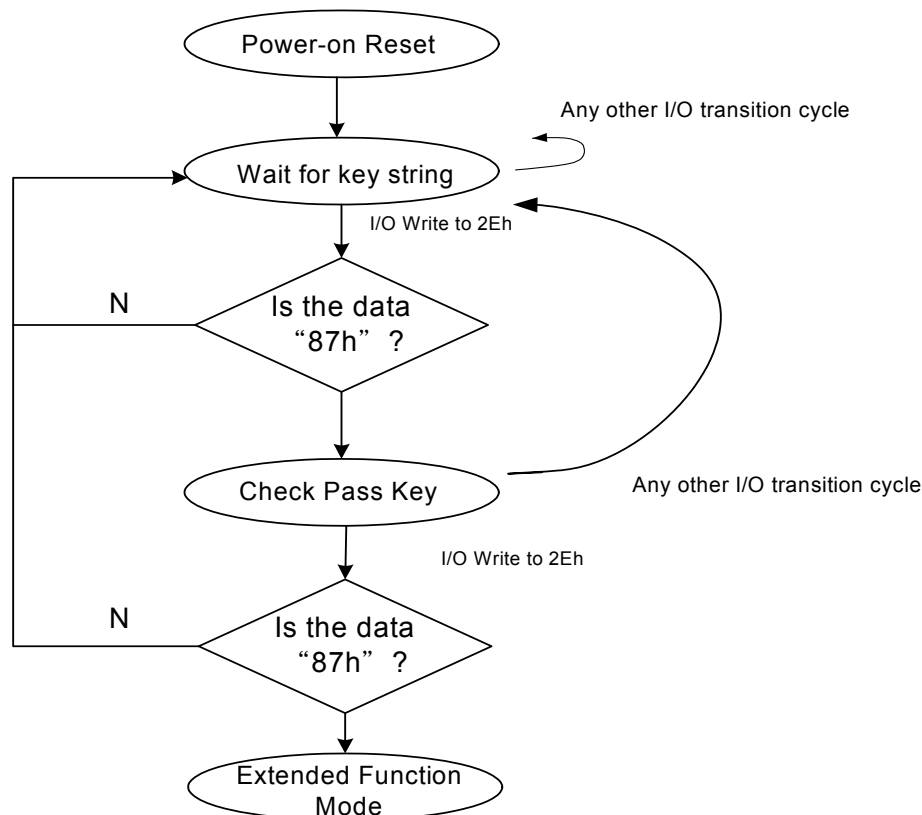 Power-on Reset
Any other I/O transition cycle
Wait for key string
I/O Write to 2Eh
N
Is the data
“87h” ?
Check Pass Key
Any other I/O transition cycle
I/O Write to 2Eh
N
Is the data
“87h” ?
Extended Function
Mode